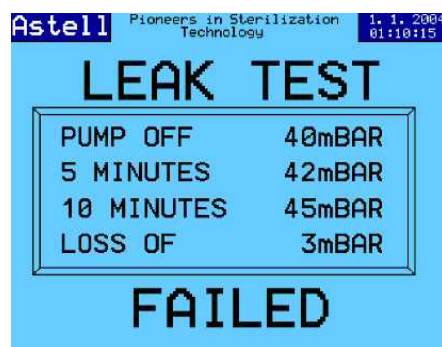 Astell
Pioneers in Sterilization
Technology
1. 1. 2004
01:10:15
LEAK TEST
PUMP OFF 40mBAR
5 MINUTES 42mBAR
10 MINUTES 45mBAR
LOSS OF 3mBAR
FAILED